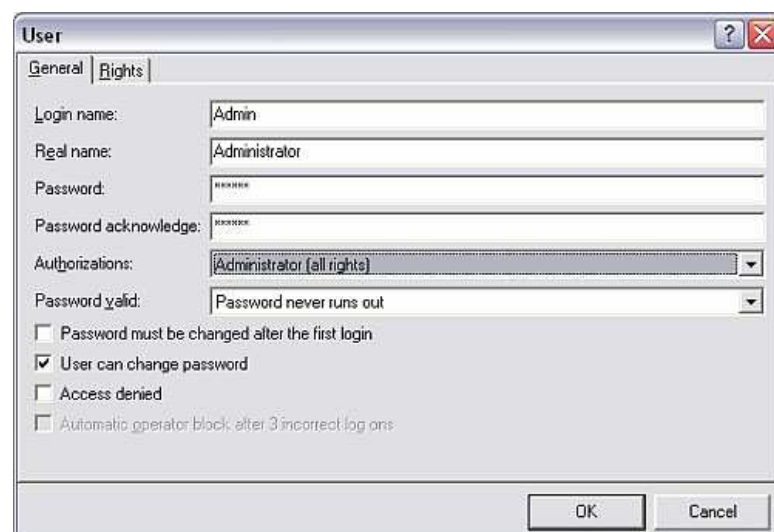 User
General Rights
Login name: Admin
Real name: Administrator
Password: ******
Password acknowledge: ******
Authorizations: Administrator (all rights)
Password valid: Password never runs out
Password must be changed after the first login
User can change password
Access denied
Automatic operator block after 3 incorrect log ons
OK Cancel